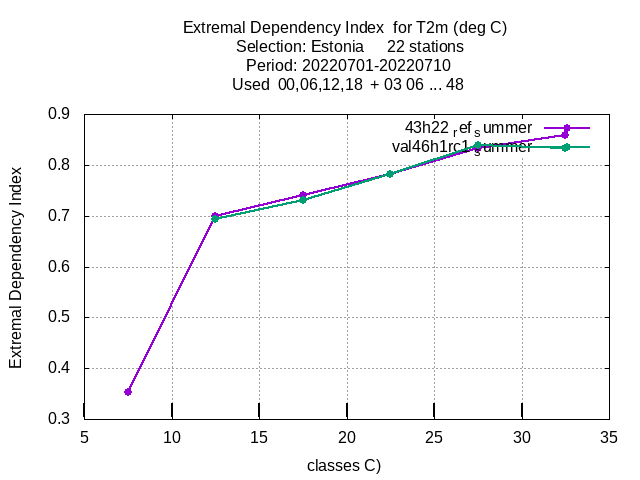 Extremal Dependency Index  for T2m (deg C)
Selection: Estonia     22 stations
Period: 20220701-20220710
Used  00,06,12,18  + 03 06 ... 48
0.9
0.8
0.7
0.6
0.5
0.4
0.3
Extremal Dependency Index
43h22_ref_summer
val46h1rc1_summer
5
10
15
20
25
30
35
classes C)